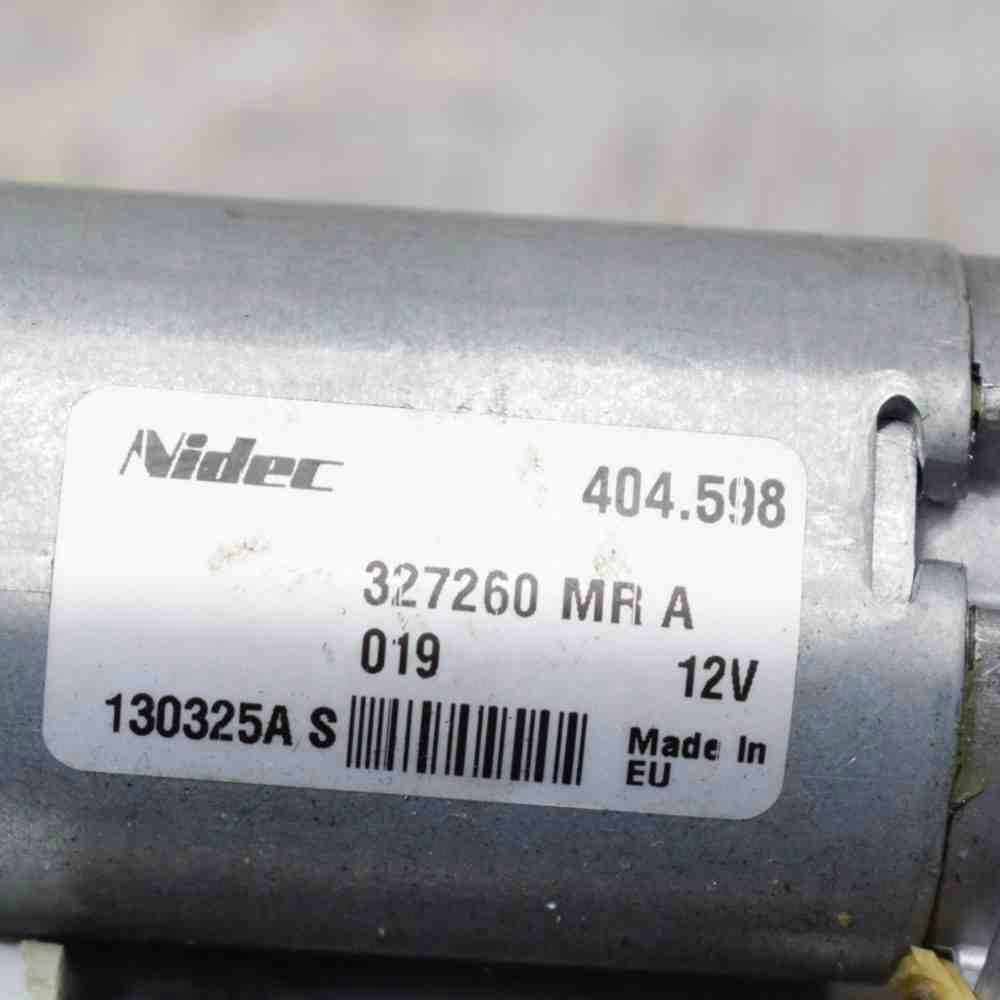 Nidec
404.598
327260 MR A
019
12V
130325A S
Made In
EU